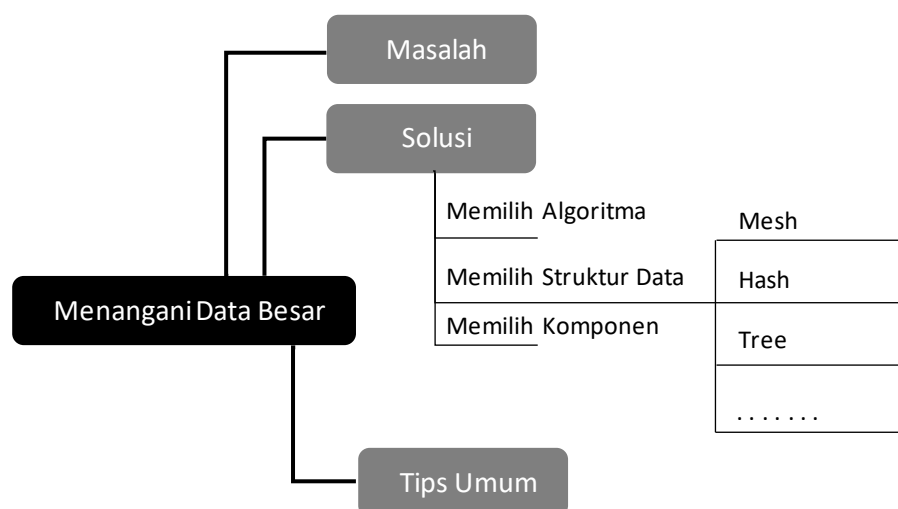 Masalah
Solusi
Memilih Algoritma
Mesh
Memilih Struktur Data
Hash
Menangani Data Besar
Memilih Komponen
Tree
. . . . . . .
Tips Umum